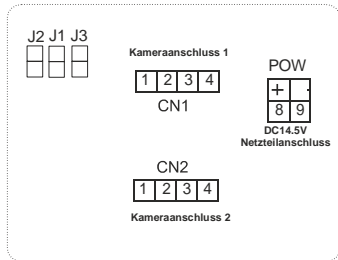 J2 J1 J3
Kameraanschluss 1
1 2 3 4
CN1
POW
+ -
8 9
DC14.5V
Netzteilanschluss
CN2
1 2 3 4
Kameraanschluss 2